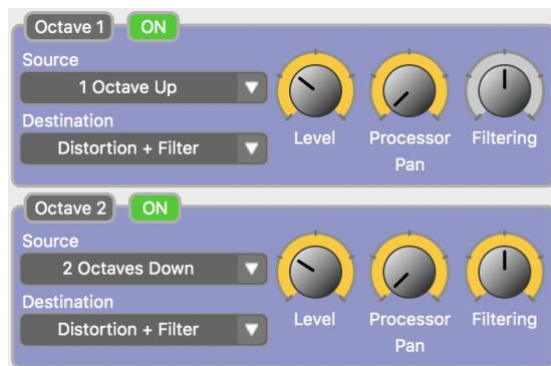 Octave 1 ON
Source
1 Octave Up
Destination
Distortion + Filter
Level Processor Pan Filtering
Octave 2 ON
Source
2 Octaves Down
Destination
Distortion + Filter
Level Processor Pan Filtering